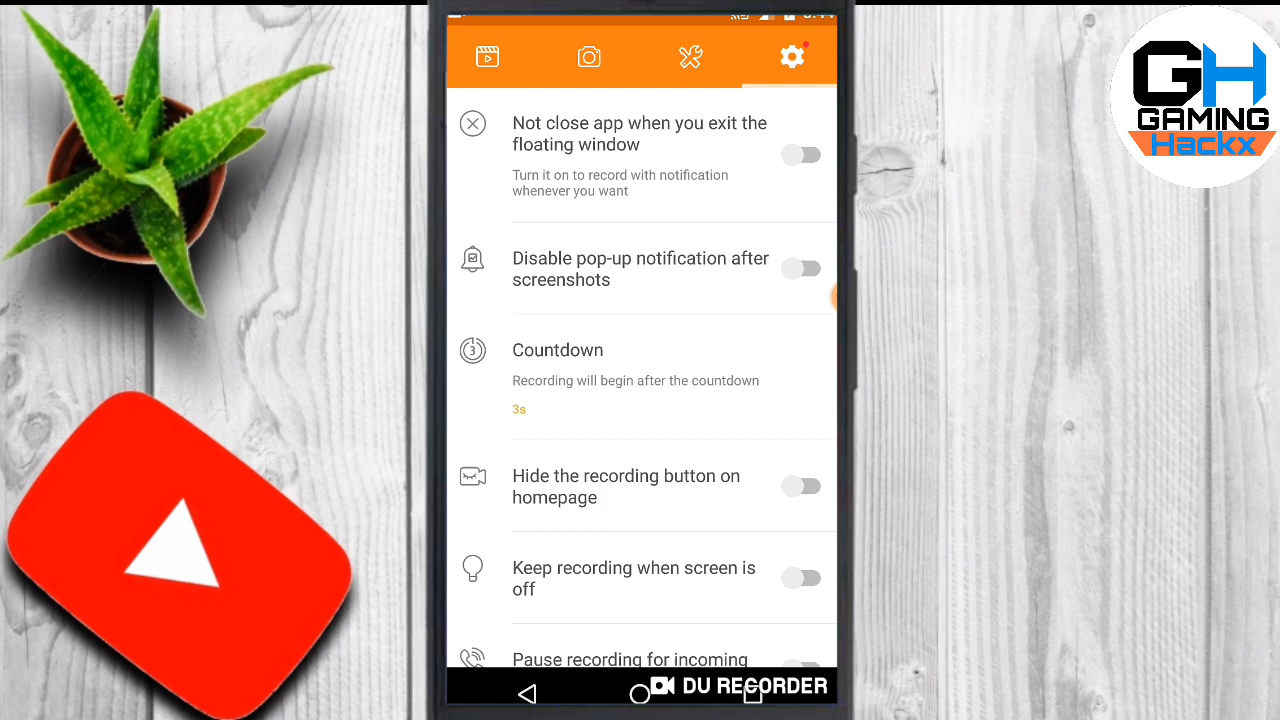 GH
GAMING
Hackx
Not close app when you exit the
floating window
Turn it on to record with notification
whenever you want
Disable pop-up notification after
screenshots
3
Countdown
Recording will begin after the countdown
3s
Hide the recording button on
homepage
Keep recording when screen is
off
Pause recording for incoming
DU RECORDER